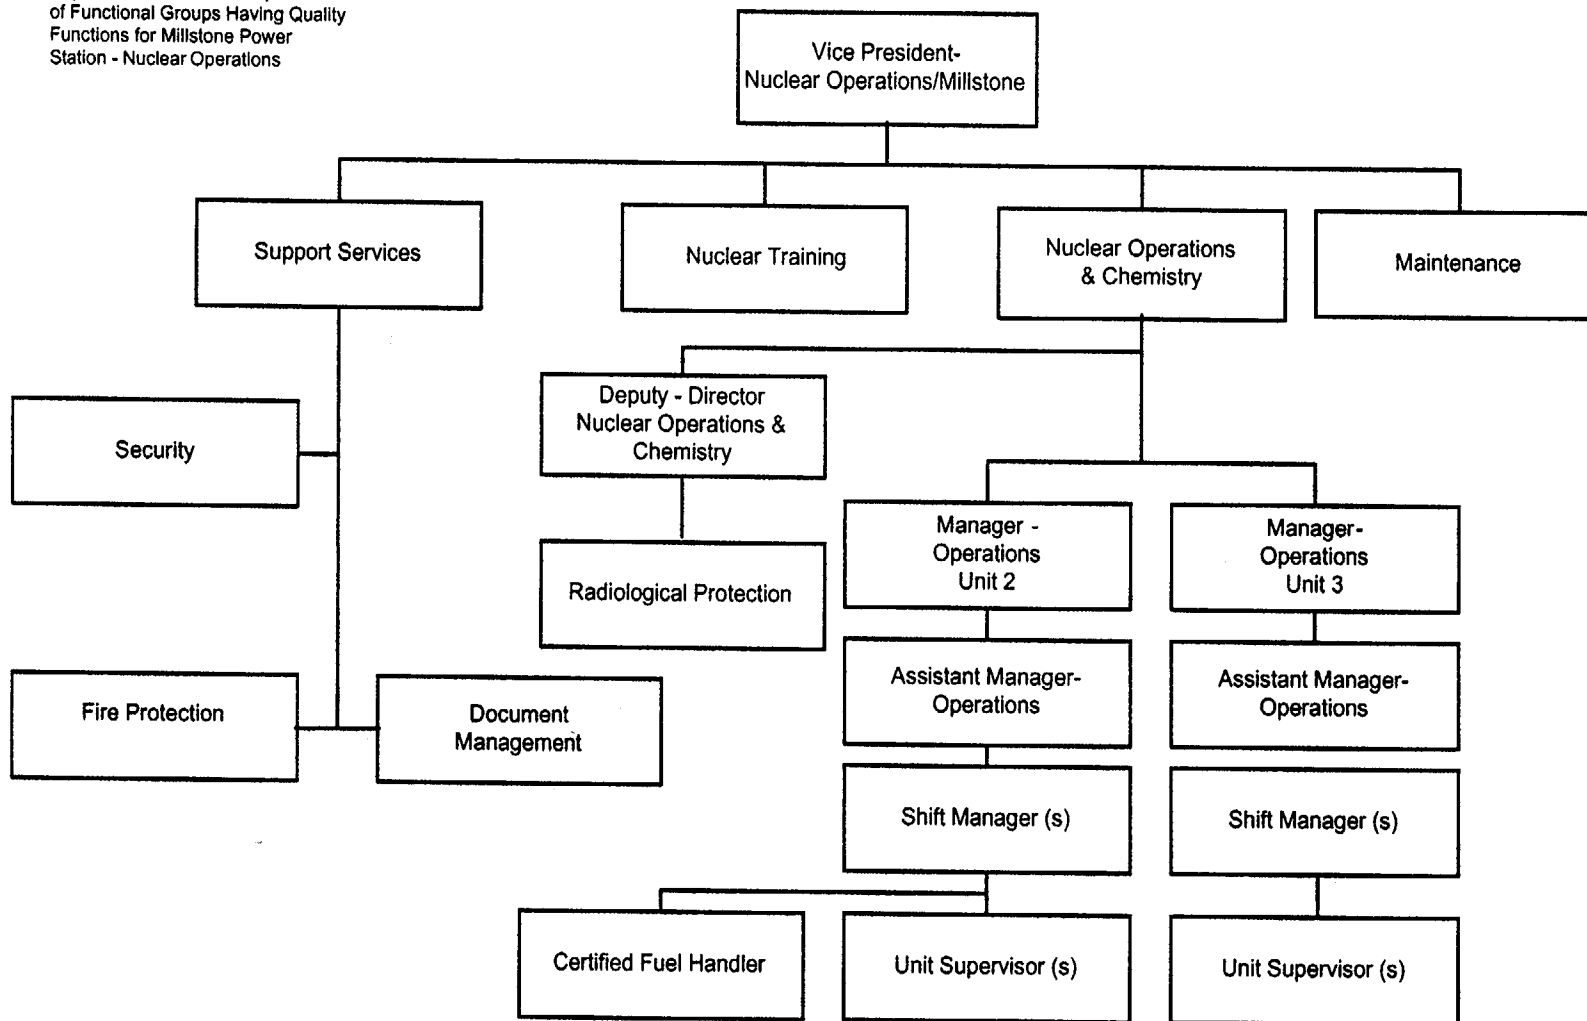 of Functional Groups Having Quality
Functions for Millstone Power
Station - Nuclear Operations
Vice President-
Nuclear Operations/Millstone
Support Services
Nuclear Training
Nuclear Operations
& Chemistry
Maintenance
Deputy - Director
Nuclear Operations &
Chemistry
Security
Manager -
Operations
Unit 2
Manager-
Operations
Unit 3
Radiological Protection
Assistant Manager-
Operations
Assistant Manager-
Operations
Fire Protection
Document
Management
Shift Manager (s)
Shift Manager (s)
Certified Fuel Handler
Unit Supervisor (s)
Unit Supervisor (s)